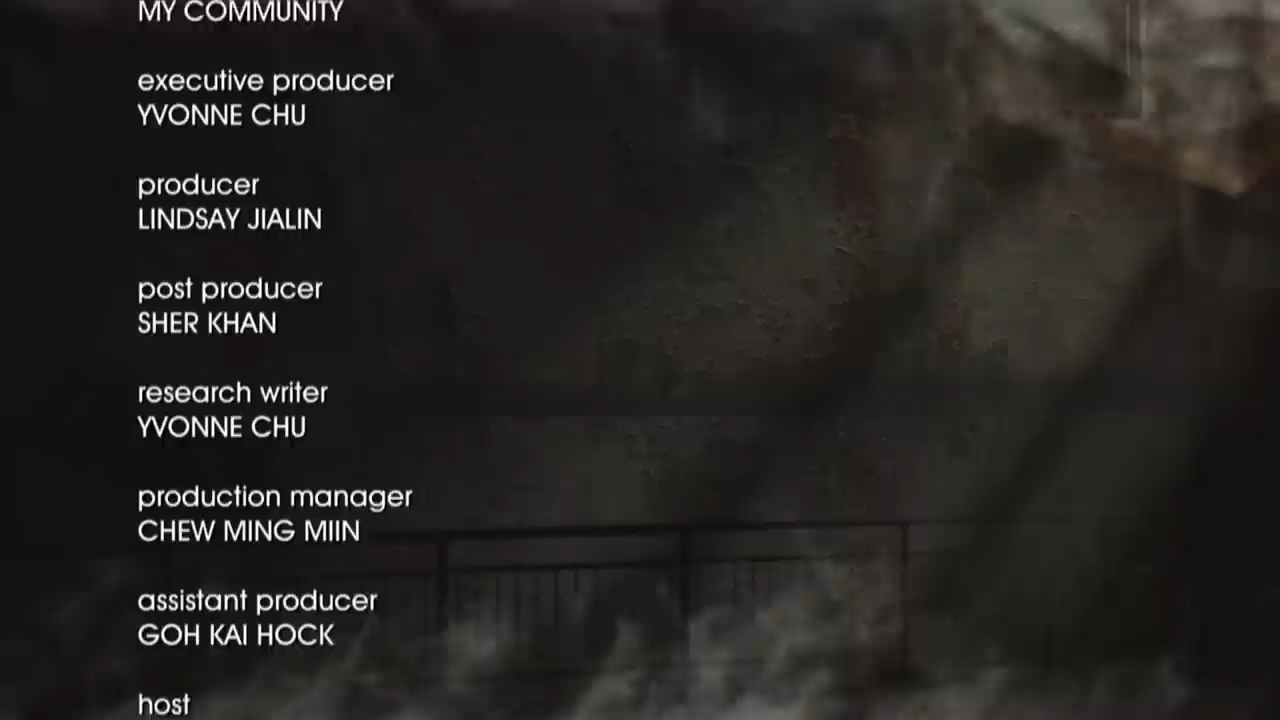 MY COMMUNITY
executive producer
YVONNE CHU
producer
LINDSAY JIALIN
post producer
SHER KHAN
research writer
YVONNE CHU
production manager
CHEW MING MIIN
assistant producer
GOH KAI HOCK
host